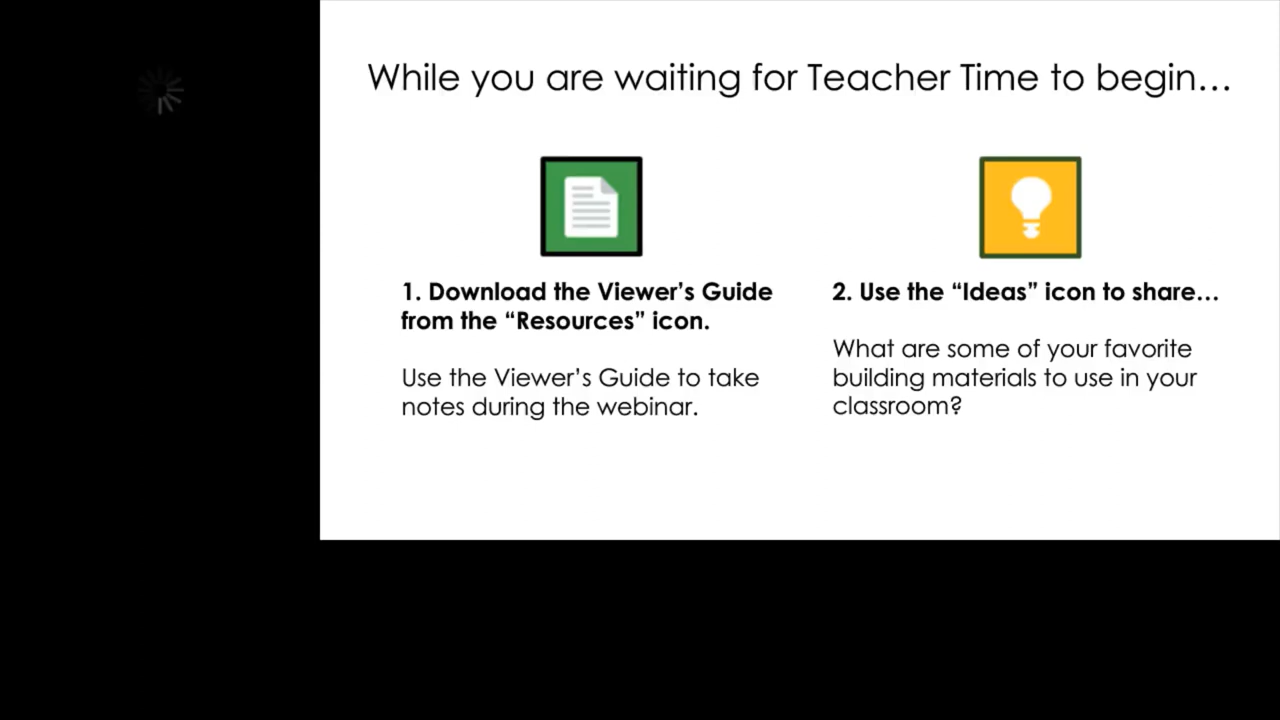 While you are waiting for Teacher Time to begin…
1. Download the Viewer’s Guide
from the “Resources” icon.
Use the Viewer’s Guide to take
notes during the webinar.
2. Use the “Ideas” icon to share…
What are some of your favorite
building materials to use in your
classroom?